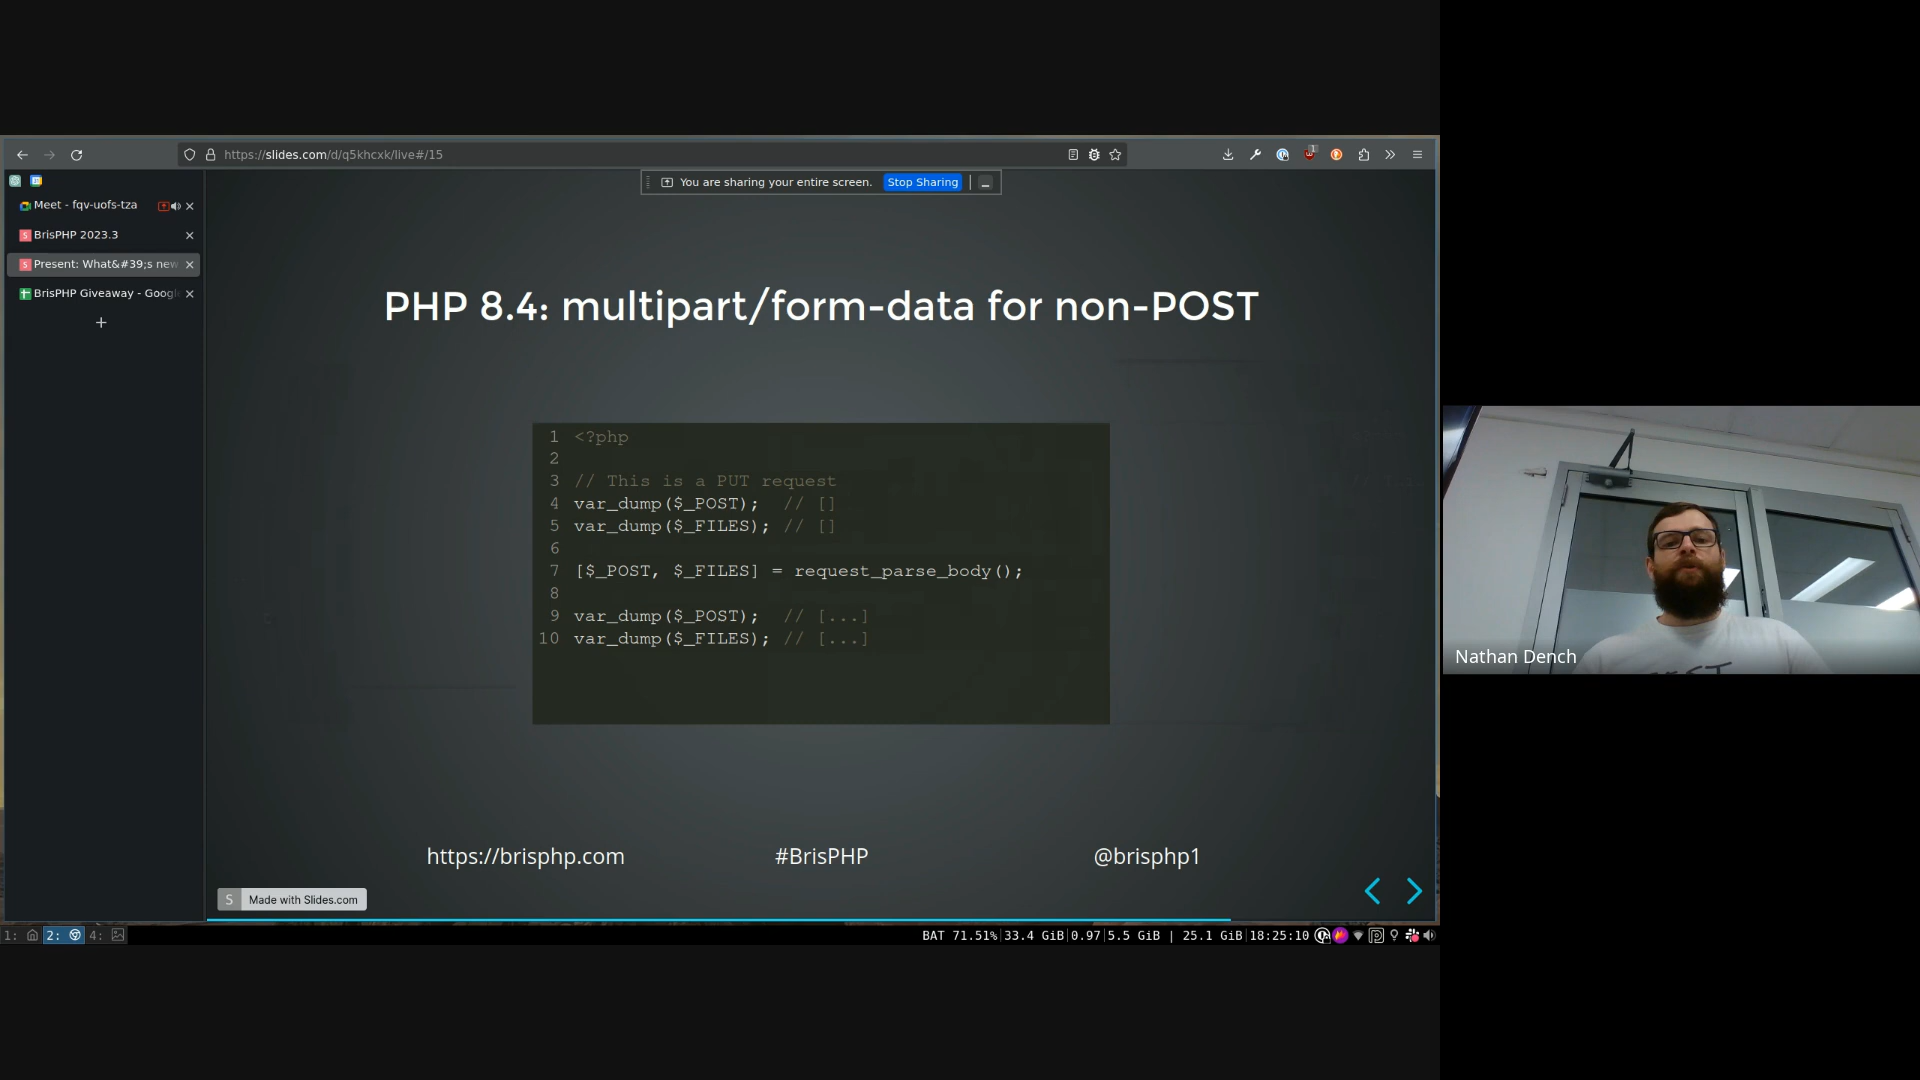 https://slides.com/d/q5khcxk/live#/15
You are sharing your entire screen. Stop Sharing
Meet - fqv-uofs-tza
BrisPHP 2023.3
Present: What&#39;s new
BrisPHP Giveaway - Googl
PHP 8.4: multipart/form-data for non-POST
1 <?php
2
3 // This is a PUT request
4 var_dump($_POST);  // []
5 var_dump($_FILES); // []
6
7 [$_POST, $_FILES] = request_parse_body();
8
9 var_dump($_POST);  // [...]
10 var_dump($_FILES); // [...]
Nathan Dench
https://brisphp.com #BrisPHP @brisphp1
S Made with Slides.com
1: 2: 4: BAT 71.51% 33.4 GiB 0.97 5.5 GiB | 25.1 GiB 18:25:10